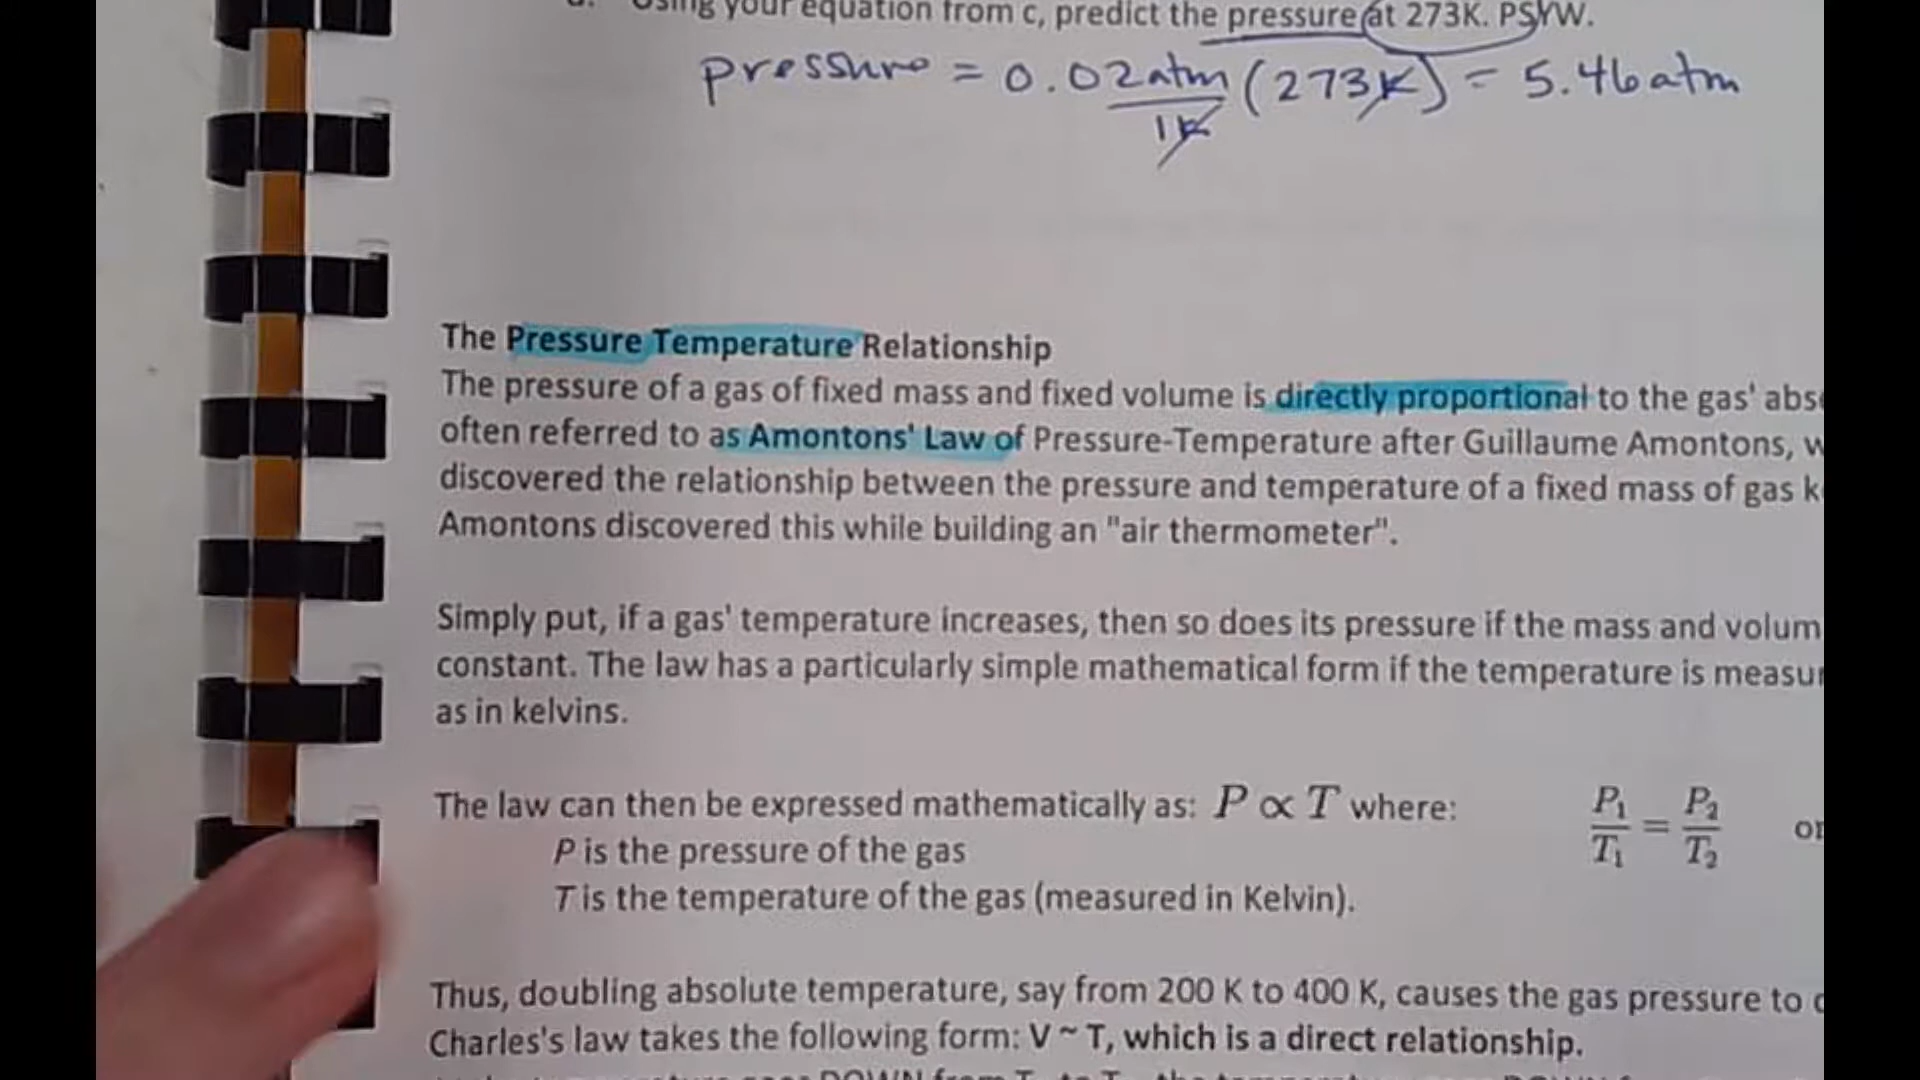 Using your equation from c, predict the pressure at 273K. PSYW.
pressure = 0.02atm/1K (273K) = 5.46atm
The Pressure Temperature Relationship
The pressure of a gas of fixed mass and fixed volume is directly proportional to the gas'
often referred to as Amontons' Law of Pressure-Temperature after Guillaume Amontons,
discovered the relationship between the pressure and temperature of a fixed mass of gas
Amontons discovered this while building an "air thermometer".
Simply put, if a gas' temperature increases, then so does its pressure if the mass and volum
constant. The law has a particularly simple mathematical form if the temperature is measur
as in kelvins.
The law can then be expressed mathematically as: P ∝ T where: P₁/T₁ = P₂/T₂ or
P is the pressure of the gas
T is the temperature of the gas (measured in Kelvin).
Thus, doubling absolute temperature, say from 200 K to 400 K, causes the gas pressure to
Charles's law takes the following form: V ~ T, which is a direct relationship.